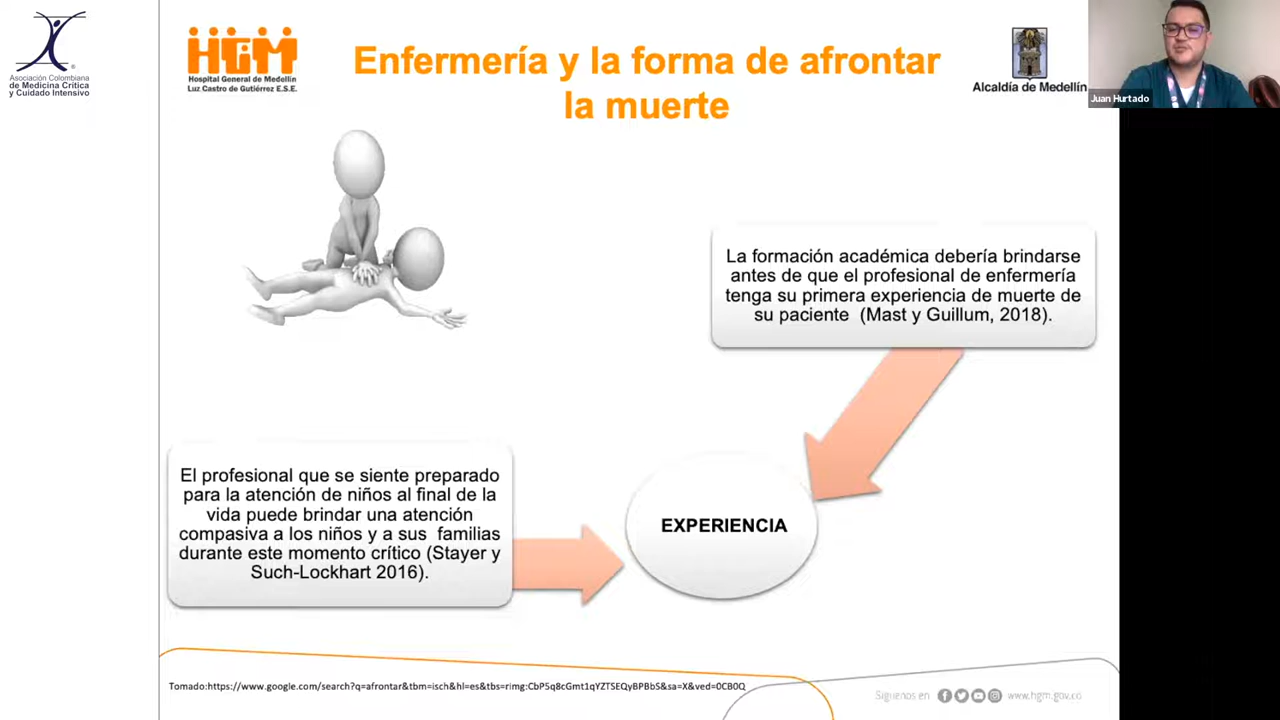 Asociación Colombiana
de Medicina Crítica
y Cuidado Intensivo
HGM
Hospital General de Medellín
Luz Castro de Gutiérrez E.S.E.
Enfermería y la forma de afrontar
la muerte
Alcaldía de Medellín
Juan Hurtado
La formación académica debería brindarse
antes de que el profesional de enfermería
tenga su primera experiencia de muerte de
su paciente (Mast y Guillum, 2018).
El profesional que se siente preparado
para la atención de niños al final de la
vida puede brindar una atención
compasiva a los niños y a sus familias
durante este momento crítico (Stayer y
Such-Lockhart 2016).
EXPERIENCIA
Tomado:https://www.google.com/search?q=afrontar&tbm=isch&hl=es&tbs=rimg:CbP5q8cGmt1qYZTSEQyBPBbS&sa=X&ved=0CB0Q
Síguenos en
www.hgm.gov.co